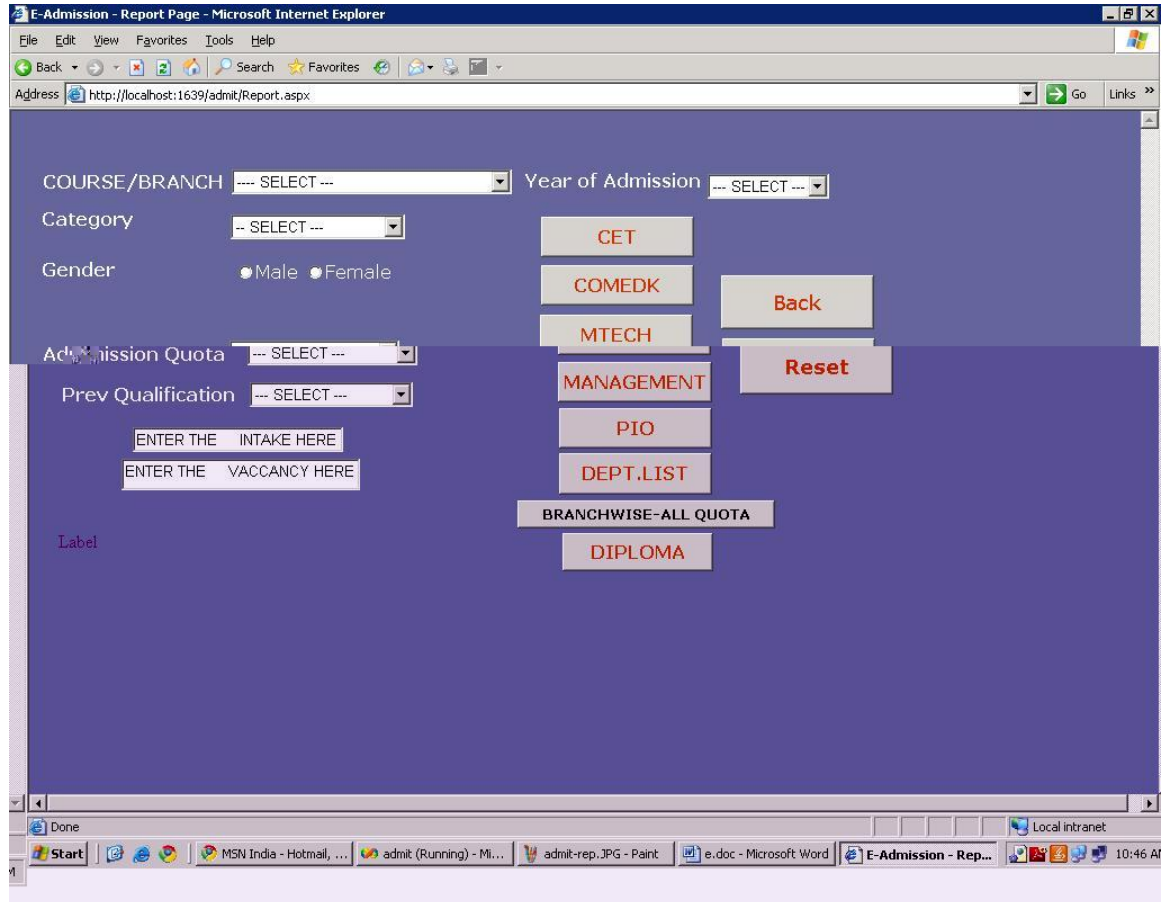 E-Admission - Report Page - Microsoft Internet Explorer
File Edit View Favorites Tools Help
Back Search Favorites
Address http://localhost:1639/admit/Report.aspx Go Links »
COURSE/BRANCH ---- SELECT --- Year of Admission --- SELECT ---
Category -- SELECT ---
CET
Gender Male Female
COMEDK
Back
MTECH
Admission Quota --- SELECT ---
Reset
MANAGEMENT
Prev Qualification --- SELECT ---
PIO
ENTER THE INTAKE HERE
ENTER THE VACCANCY HERE
DEPT.LIST
BRANCHWISE-ALL QUOTA
Label
DIPLOMA
Done Local intranet
Start MSN India - Hotmail, ... admit (Running) - Mi... admit-rep.JPG - Paint e.doc - Microsoft Word E-Admission - Rep... 10:46 AM